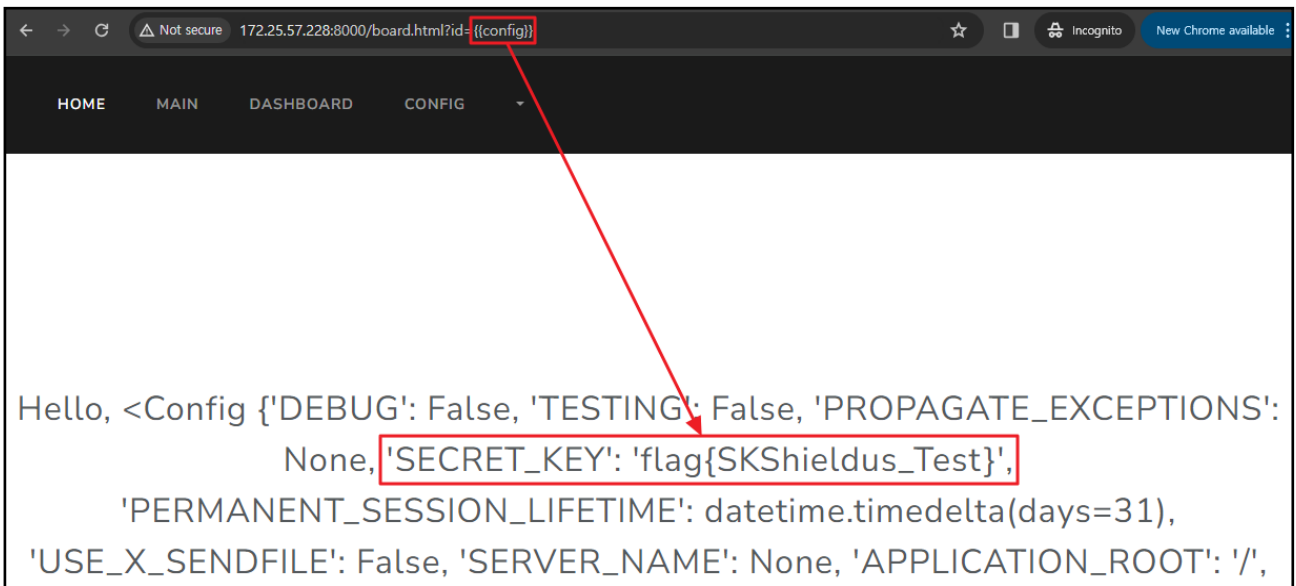 Not secure 172.25.57.228:8000/board.html?id={{config}} Incognito New Chrome available
HOME MAIN DASHBOARD CONFIG
Hello, <Config {'DEBUG': False, 'TESTING': False, 'PROPAGATE_EXCEPTIONS':
None, 'SECRET_KEY': 'flag{SKShieldus_Test}',
'PERMANENT_SESSION_LIFETIME': datetime.timedelta(days=31),
'USE_X_SENDFILE': False, 'SERVER_NAME': None, 'APPLICATION_ROOT': '/',